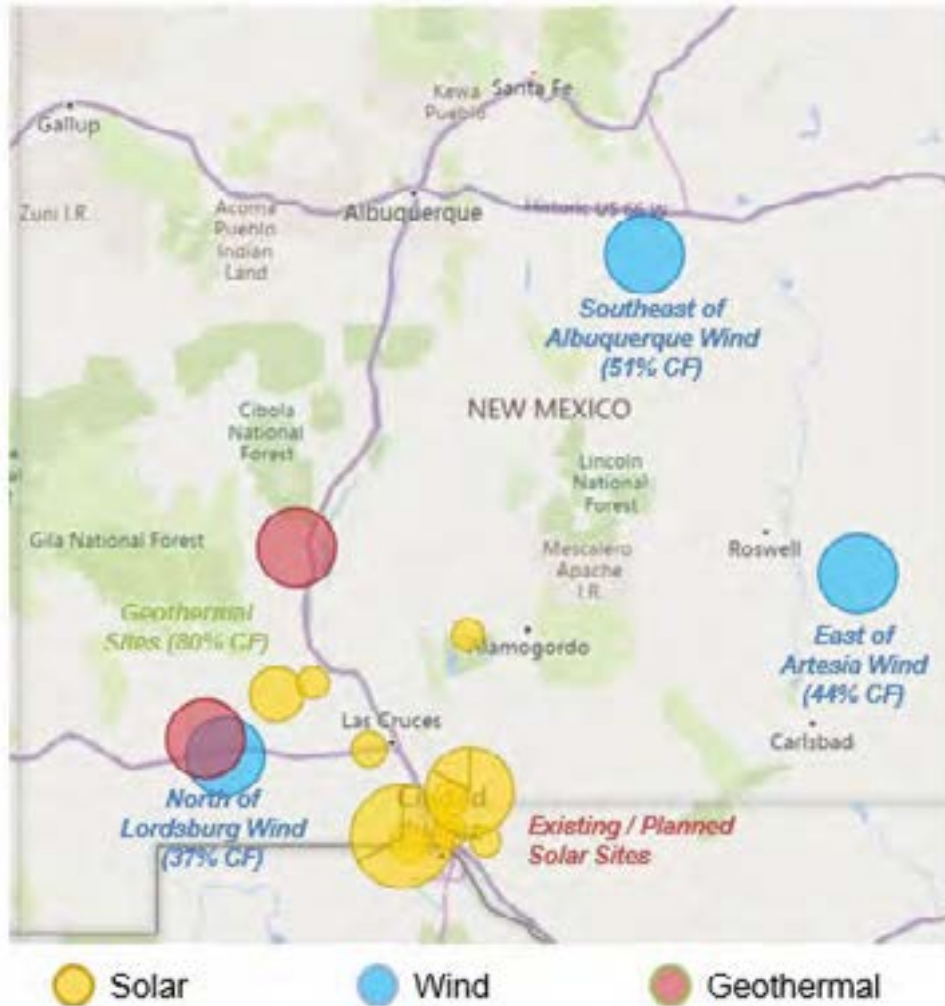 Kewa
Pueblo
Santa Fe
Gallup
Zuni I.R.
Acoma
Pueblo
Indian
Land
Albuquerque
Historic US 66 W
Southeast of
Albuquerque Wind
(51% CF)
NEW MEXICO
Cibola
National
Forest
Lincoln
National
Forest
Gila National Forest
Mescalero
Apache
I.R.
Roswell
Geothermal
Sites (80% CF)
Alamogordo
East of
Artesia Wind
(44% CF)
Las Cruces
Carlsbad
North of
Lordsburg Wind
(37% CF)
Existing / Planned
Solar Sites
Solar
Wind
Geothermal